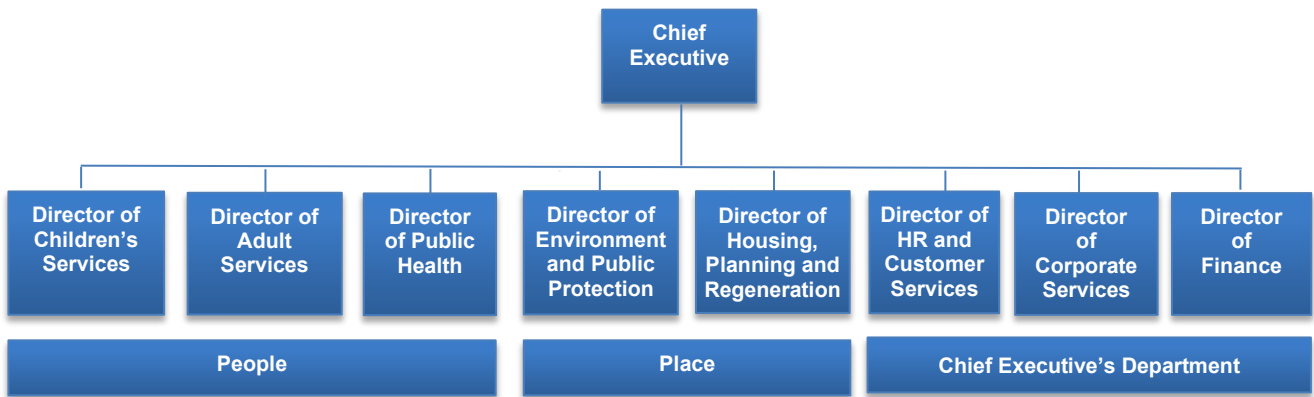 Chief
Executive
Director of
Children’s
Services
Director of
Adult
Services
Director
of Public
Health
Director of
Environment
and Public
Protection
Director of
Housing,
Planning and
Regeneration
Director of
HR and
Customer
Services
Director
of
Corporate
Services
Director
of
Finance
People
Place
Chief Executive’s Department